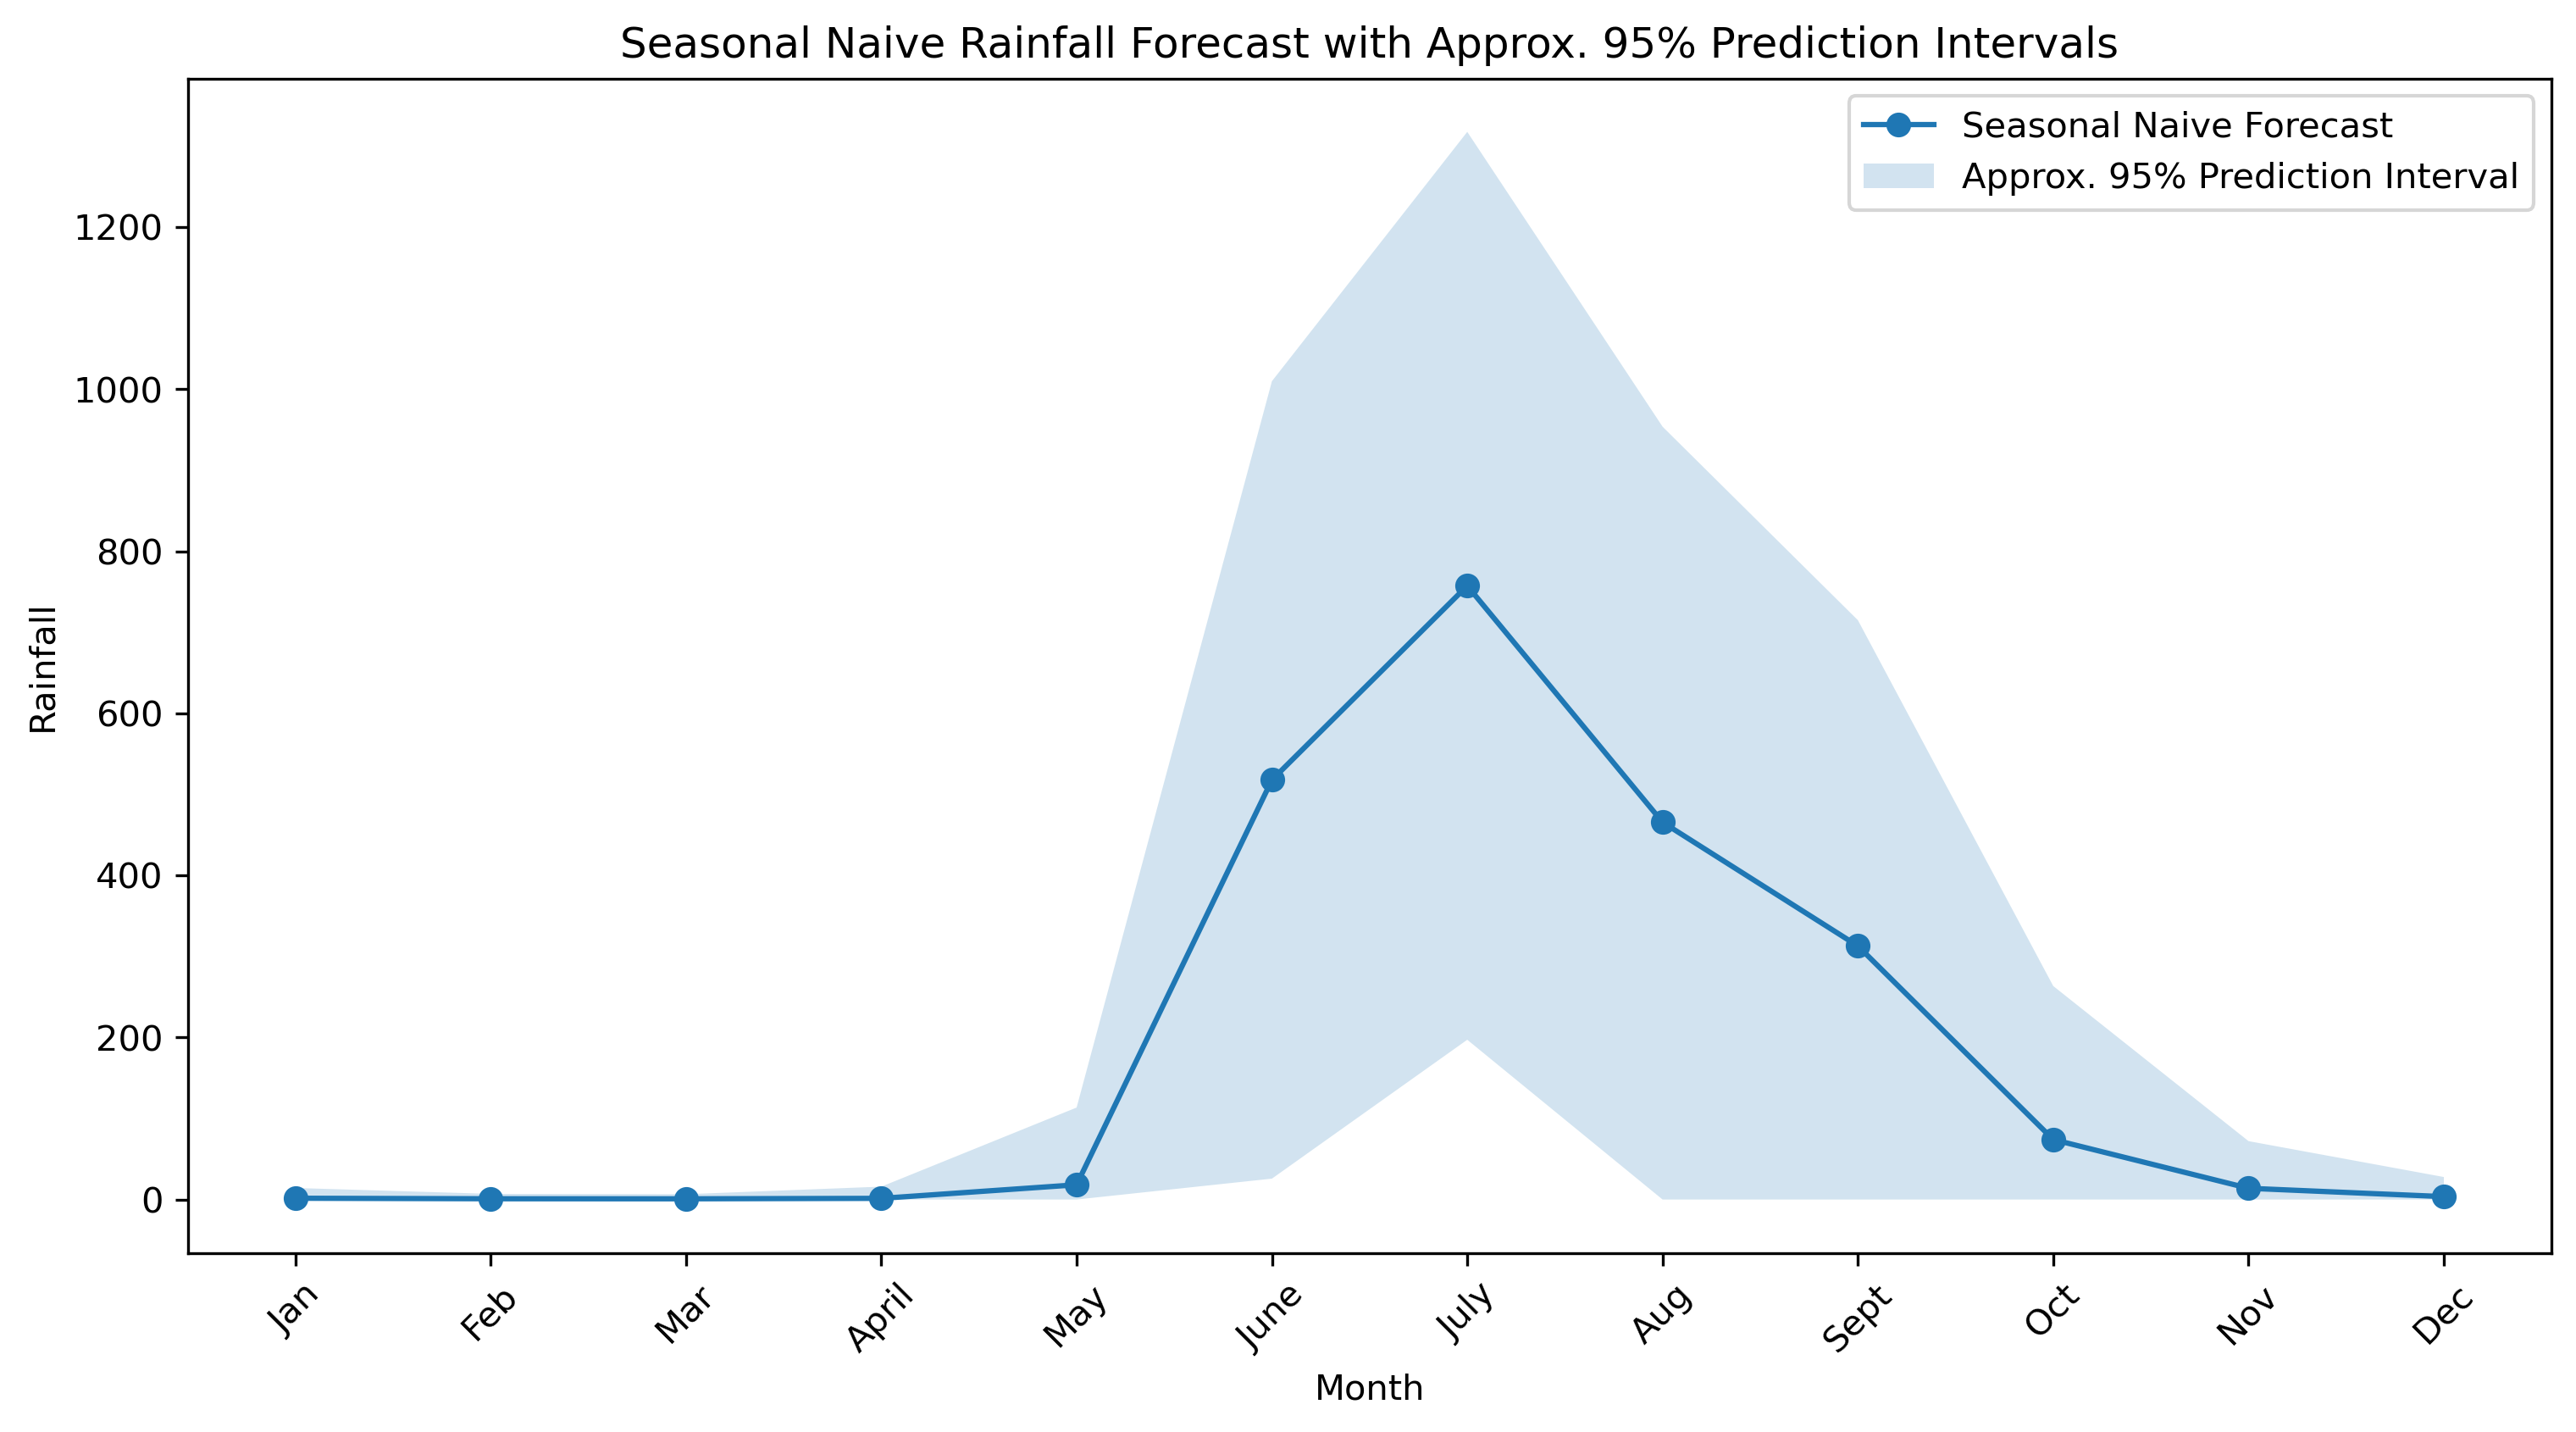 Seasonal Naive Rainfall Forecast with Approx. 95% Prediction Intervals
Seasonal Naive Forecast
Approx. 95% Prediction Interval
1200
1000
800
600
400
200
0
Rainfall
Jan
Feb
Mar
April
May
June
July
Aug
Sept
Oct
Nov
Dec
Month